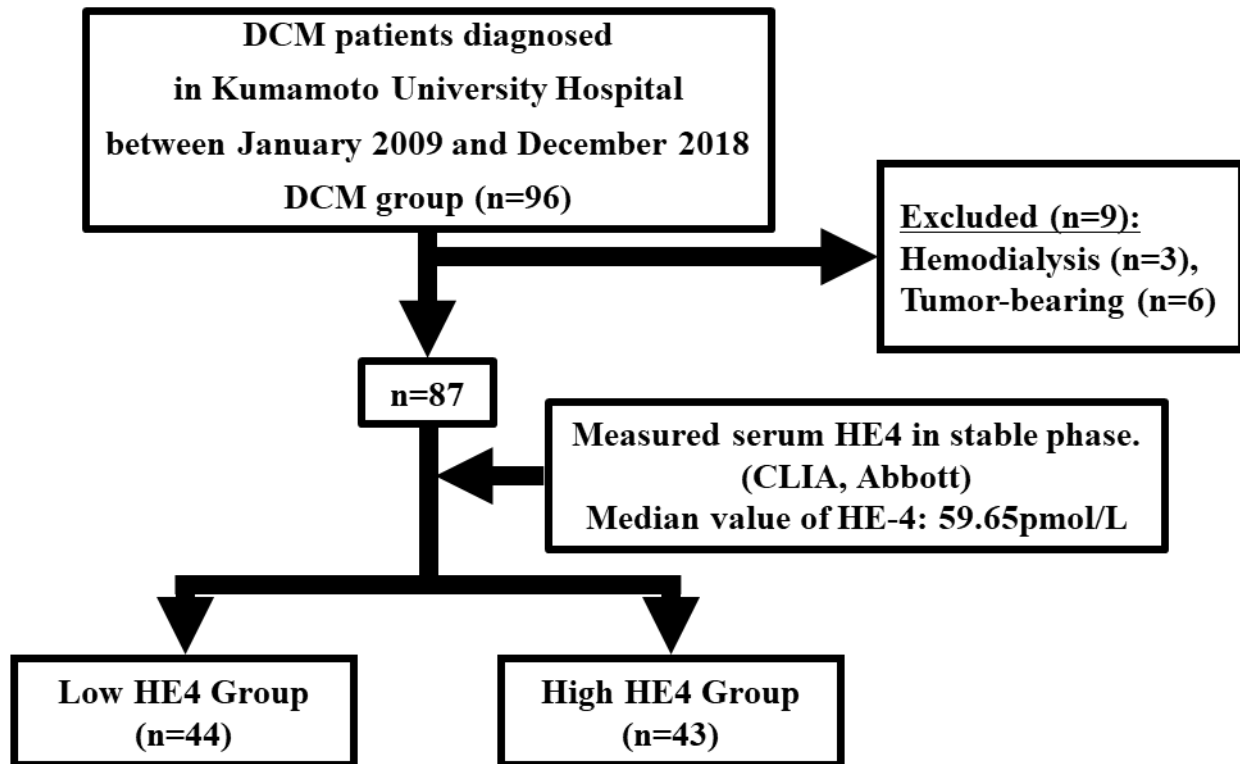 DCM patients diagnosed
in Kumamoto University Hospital
between January 2009 and December 2018
DCM group (n=96)
Excluded (n=9):
Hemodialysis (n=3),
Tumor-bearing (n=6)
n=87
Measured serum HE4 in stable phase.
(CLIA, Abbott)
Median value of HE-4: 59.65pmol/L
Low HE4 Group
(n=44)
High HE4 Group
(n=43)